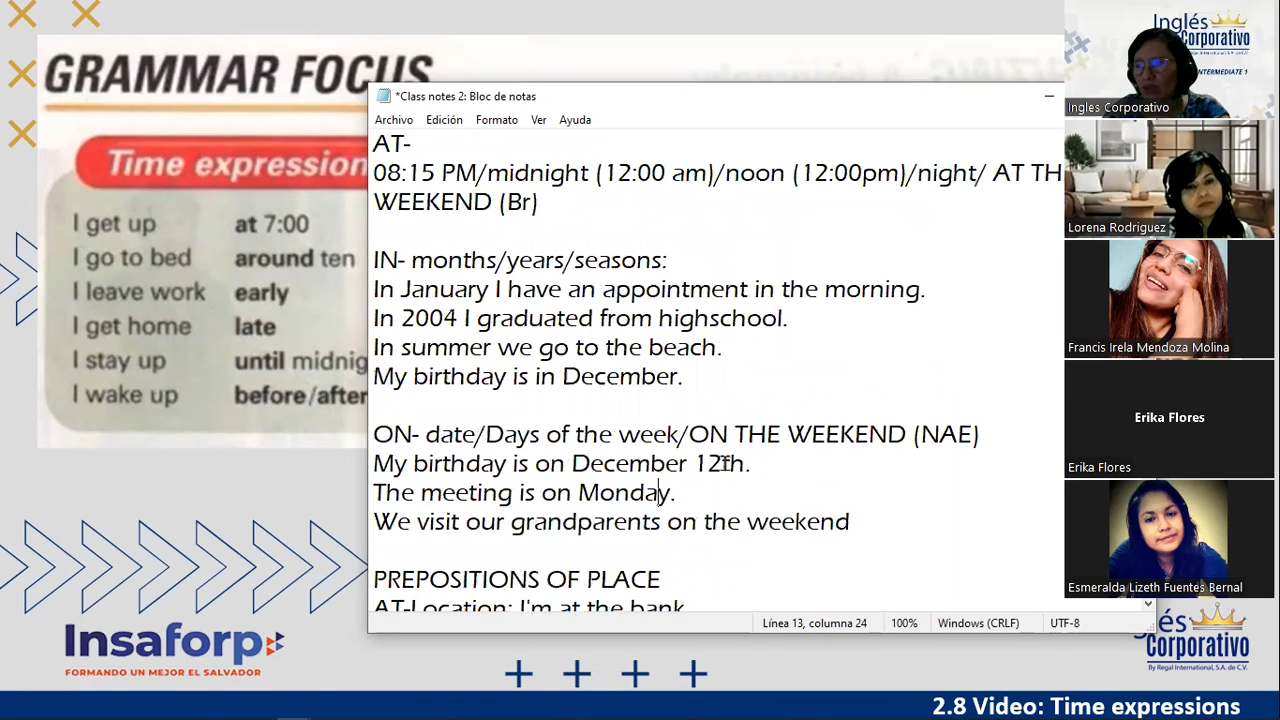 GRAMMAR FOCUS
Time expression
I get up at 7:00
I go to bed around ten
I leave work early
I get home late
I stay up until midnig
I wake up before/after
*Class notes 2: Bloc de notas
Archivo Edición Formato Ver Ayuda
AT-
08:15 PM/midnight (12:00 am)/noon (12:00pm)/night/ AT TH
WEEKEND (Br)
IN- months/years/seasons:
In January I have an appointment in the morning.
In 2004 I graduated from highschool.
In summer we go to the beach.
My birthday is in December.
ON- date/Days of the week/ON THE WEEKEND (NAE)
My birthday is on December 12th.
The meeting is on Monday.
We visit our grandparents on the weekend
PREPOSITIONS OF PLACE
AT-Location: I'm at the bank
Línea 13, columna 24 100% Windows (CRLF) UTF-8
Inglés
Corporativo
INTERMEDIATE 1
Ingles Corporativo
Lorena Rodriguez
Francis Irela Mendoza Molina
Erika Flores
Erika Flores
Esmeralda Lizeth Fuentes Bernal
Insaforp
FORMANDO UN MEJOR EL SALVADOR
és
Corporativo
By Regal International, S.A. de C.V.
2.8 Video: Time expressions